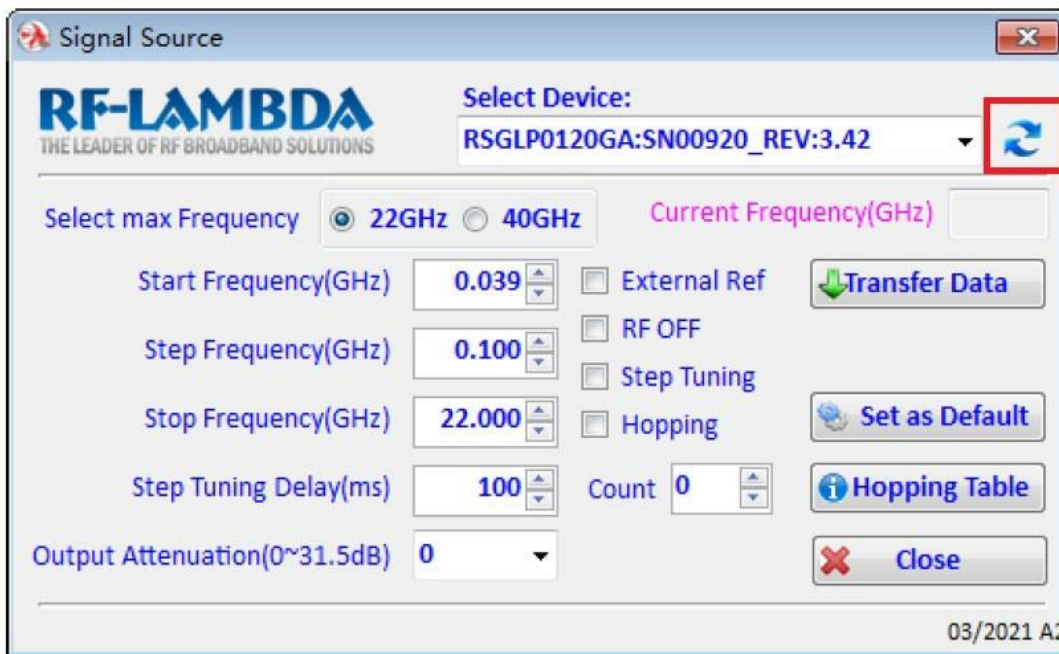 Signal Source
RF-LAMBDA
THE LEADER OF RF BROADBAND SOLUTIONS
Select Device:
RSGLP0120GA:SN00920_REV:3.42
Select max Frequency 22GHz 40GHz Current Frequency(GHz)
Start Frequency(GHz) 0.039 External Ref Transfer Data
RF OFF
Step Frequency(GHz) 0.100
Step Tuning
Stop Frequency(GHz) 22.000 Hopping Set as Default
Step Tuning Delay(ms) 100 Count 0 Hopping Table
Output Attenuation(0~31.5dB) 0 Close
03/2021 A2